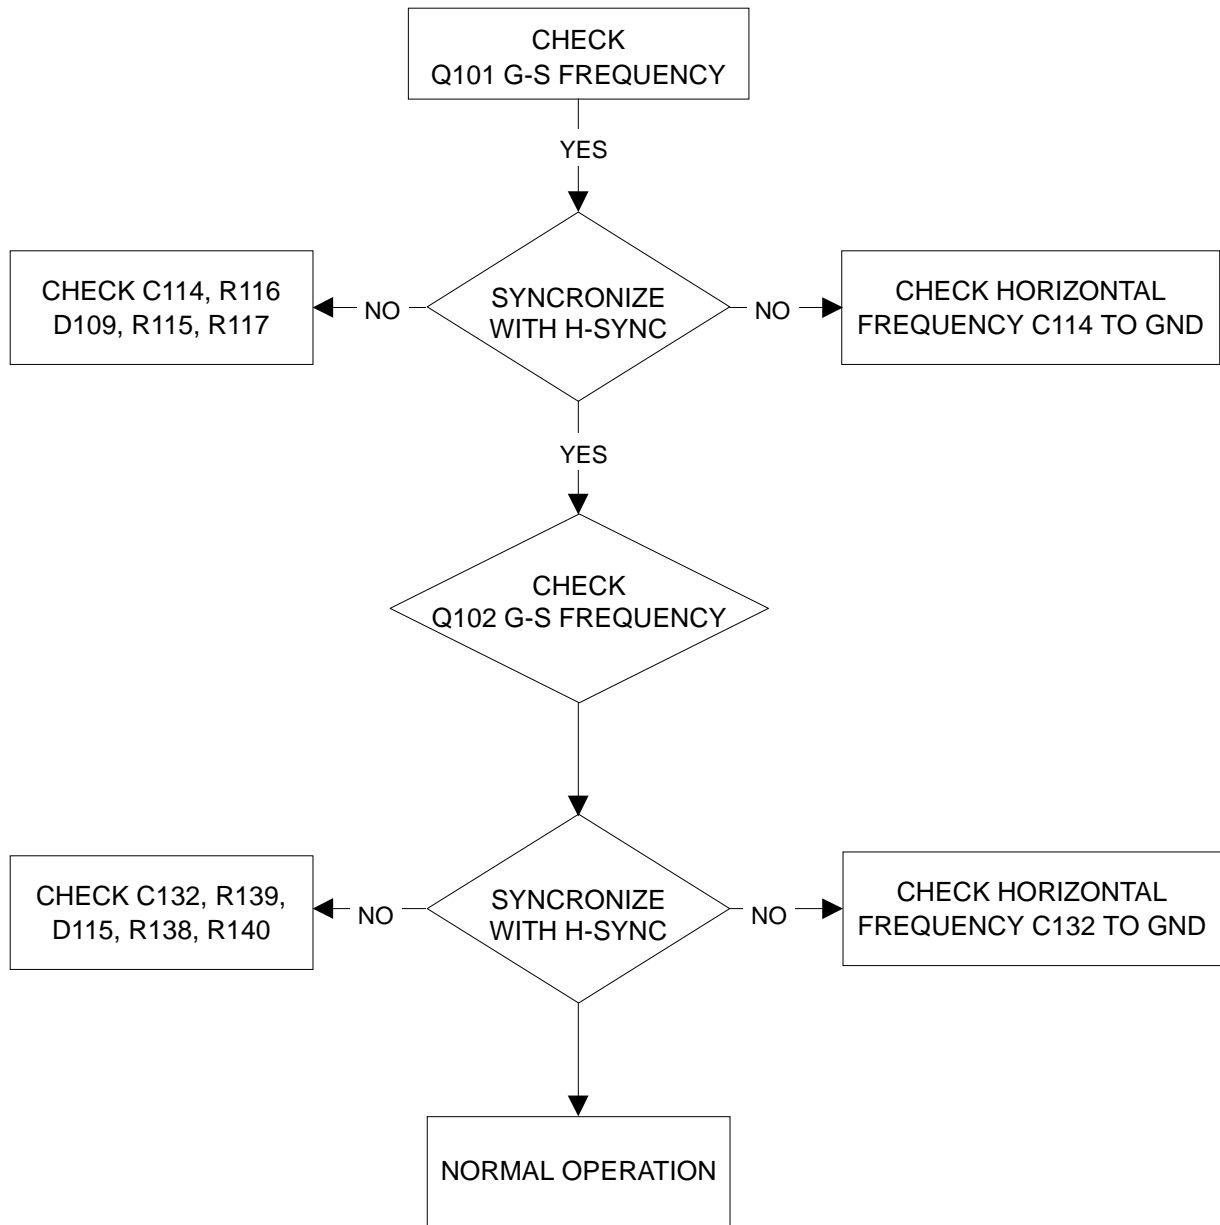 CHECK
Q101 G-S FREQUENCY
YES
CHECK C114, R116
D109, R115, R117
NO
SYNCRONIZE
WITH H-SYNC
NO
CHECK HORIZONTAL
FREQUENCY C114 TO GND
YES
CHECK
Q102 G-S FREQUENCY
CHECK C132, R139,
D115, R138, R140
NO
SYNCRONIZE
WITH H-SYNC
NO
CHECK HORIZONTAL
FREQUENCY C132 TO GND
NORMAL OPERATION